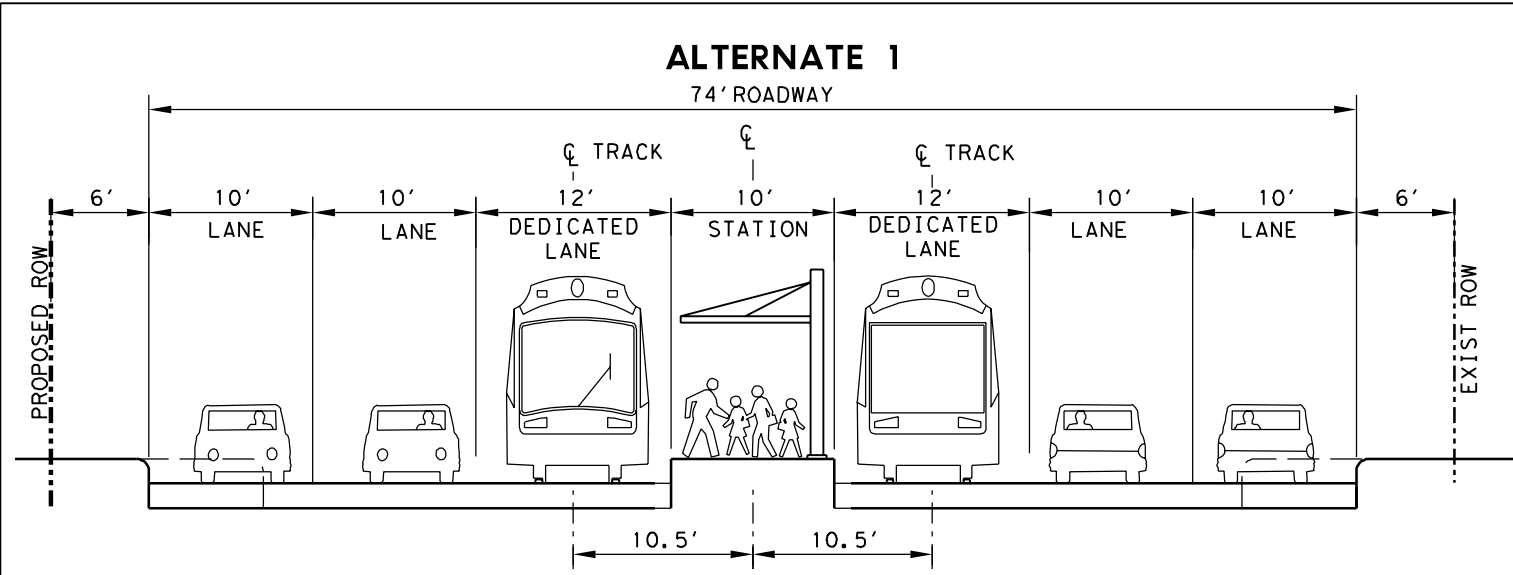 ALTERNATE 1
74' ROADWAY
℄
℄ TRACK
℄ TRACK
6'
10'
10'
12'
10'
12'
10'
10'
6'
LANE
LANE
DEDICATED
LANE
STATION
DEDICATED
LANE
LANE
LANE
PROPOSED ROW
EXIST ROW
10.5'
10.5'